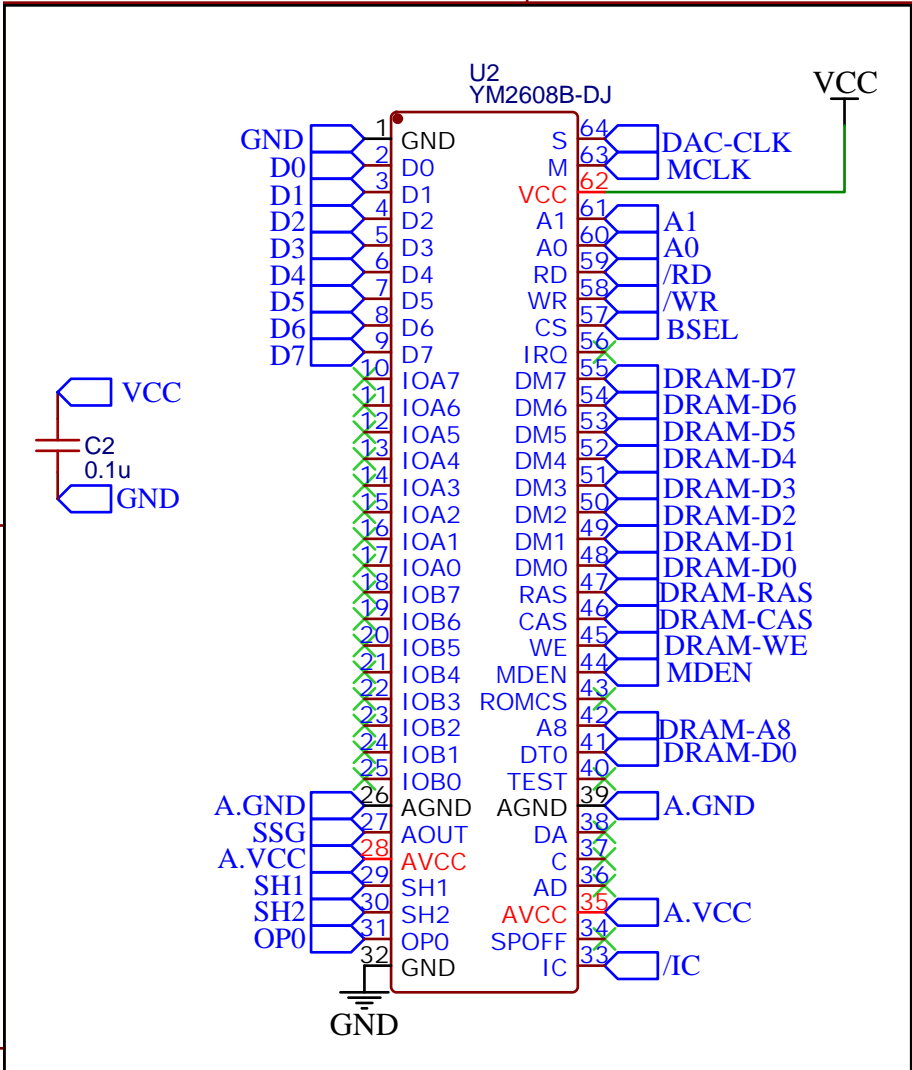 U2
YM2608B-DJ
VCC
GND 1 GND S 64 DAC-CLK
D0 2 D0 M 63 MCLK
D1 3 D1 VCC 62
D2 4 D2 A1 61 A1
D3 5 D3 A0 60 A0
D4 6 D4 RD 59 /RD
D5 7 D5 WR 58 /WR
D6 8 D6 CS 57 BSEL
D7 9 D7 IRQ 56
10 IOA7 DM7 55 DRAM-D7
VCC
11 IOA6 DM6 54 DRAM-D6
12 IOA5 DM5 53 DRAM-D5
C2
0.1u
13 IOA4 DM4 52 DRAM-D4
14 IOA3 DM3 51 DRAM-D3
GND
15 IOA2 DM2 50 DRAM-D2
16 IOA1 DM1 49 DRAM-D1
17 IOA0 DM0 48 DRAM-D0
18 IOB7 RAS 47 DRAM-RAS
19 IOB6 CAS 46 DRAM-CAS
20 IOB5 WE 45 DRAM-WE
21 IOB4 MDEN 44 MDEN
22 IOB3 ROMCS 43
23 IOB2 A8 42 DRAM-A8
24 IOB1 DT0 41 DRAM-D0
25 IOB0 TEST 40
A.GND 26 AGND AGND 39 A.GND
SSG 27 AOUT DA 38
A.VCC 28 AVCC C 37
SH1 29 SH1 AD 36
SH2 30 SH2 AVCC 35 A.VCC
OP0 31 OP0 SPOFF 34
32 GND IC 33 /IC
GND